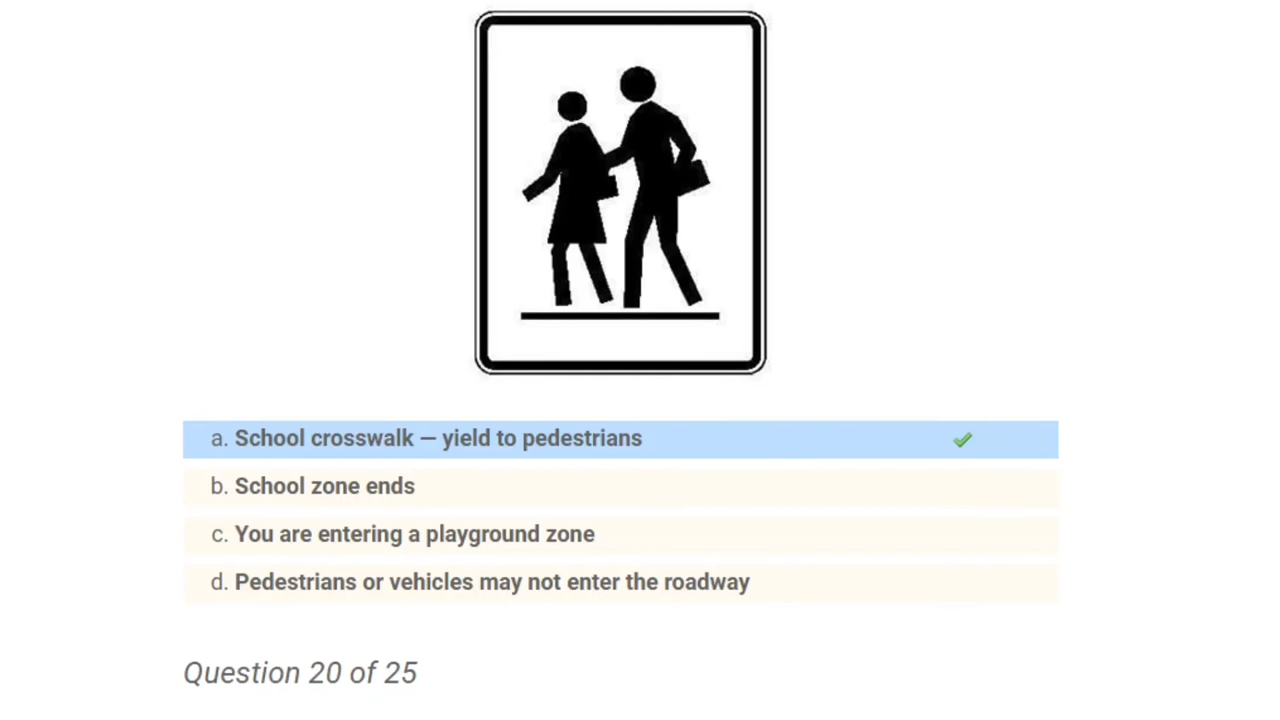 a. School crosswalk — yield to pedestrians
b. School zone ends
c. You are entering a playground zone
d. Pedestrians or vehicles may not enter the roadway
Question 20 of 25